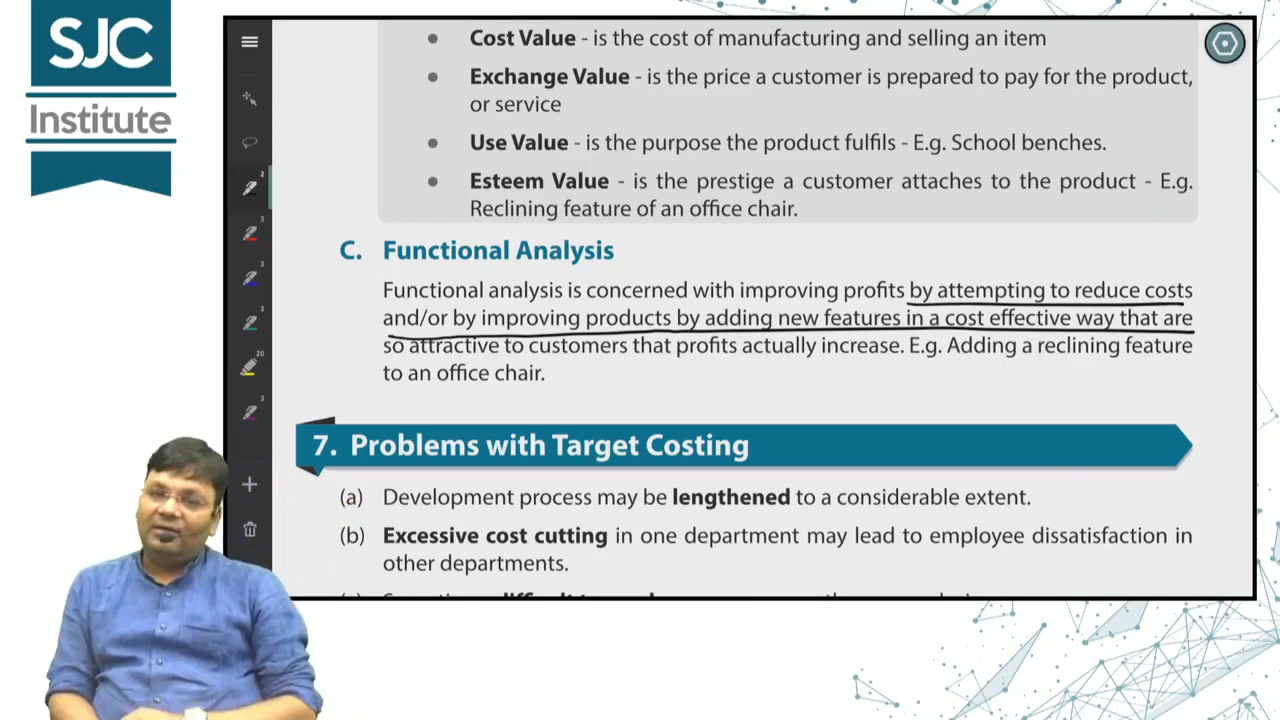 SJC
Institute
• Cost Value - is the cost of manufacturing and selling an item
• Exchange Value - is the price a customer is prepared to pay for the product,
or service
• Use Value - is the purpose the product fulfils - E.g. School benches.
• Esteem Value - is the prestige a customer attaches to the product - E.g.
Reclining feature of an office chair.
C. Functional Analysis
Functional analysis is concerned with improving profits by attempting to reduce costs
and/or by improving products by adding new features in a cost effective way that are
so attractive to customers that profits actually increase. E.g. Adding a reclining feature
to an office chair.
7. Problems with Target Costing
(a) Development process may be lengthened to a considerable extent.
(b) Excessive cost cutting in one department may lead to employee dissatisfaction in
other departments.
2
3
3
3
20
3